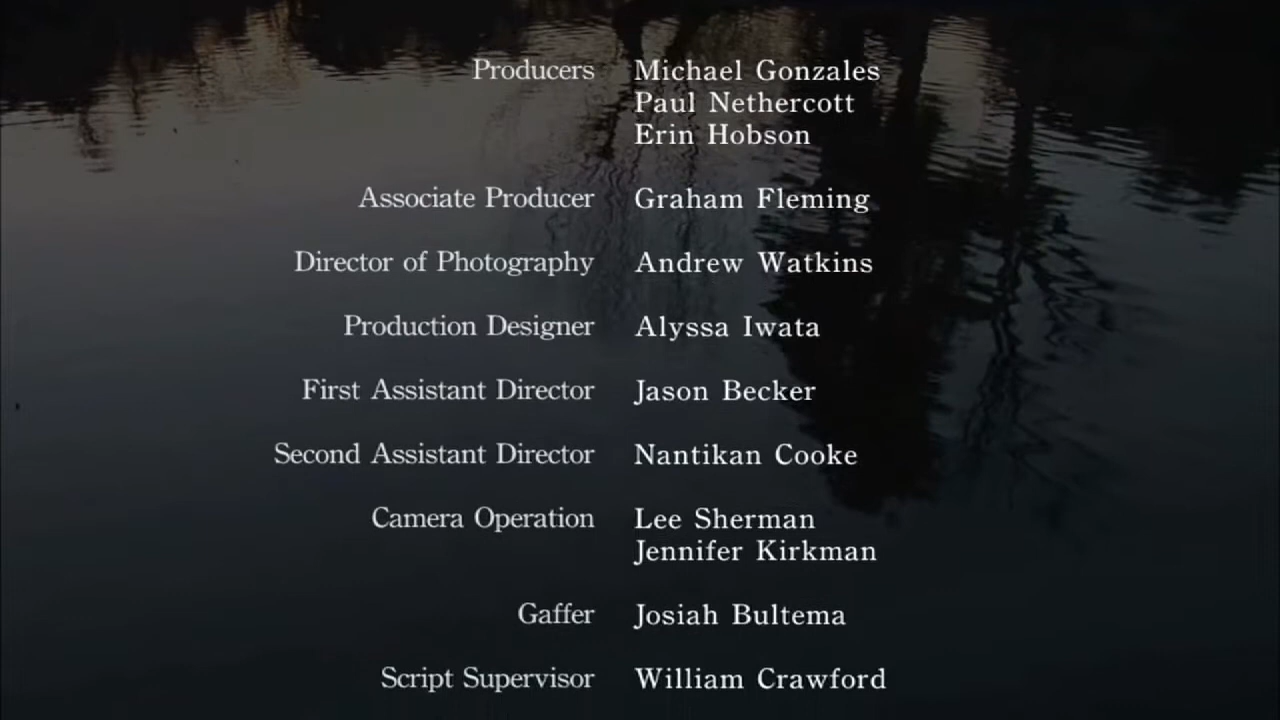 Producers Michael Gonzales
Paul Nethercott
Erin Hobson
Associate Producer Graham Fleming
Director of Photography Andrew Watkins
Production Designer Alyssa Iwata
First Assistant Director Jason Becker
Second Assistant Director Nantikan Cooke
Camera Operation Lee Sherman
Jennifer Kirkman
Gaffer Josiah Bultema
Script Supervisor William Crawford